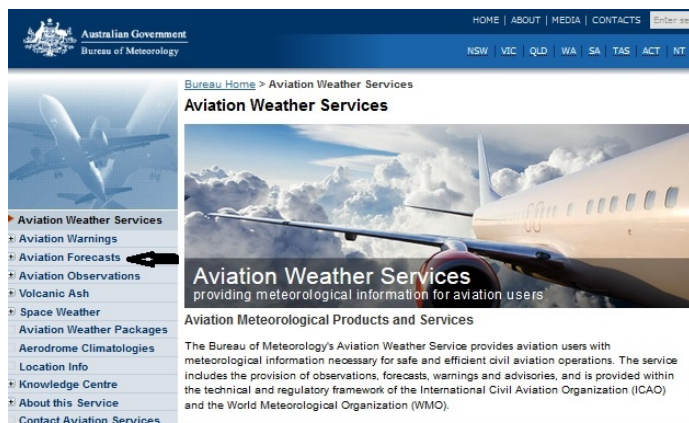 HOME | ABOUT | MEDIA | CONTACTS Enter se
Australian Government
Bureau of Meteorology
NSW VIC QLD WA SA TAS ACT NT
Bureau Home > Aviation Weather Services
Aviation Weather Services
Aviation Weather Services
Aviation Warnings
Aviation Forecasts
Aviation Observations
Volcanic Ash
Space Weather
Aviation Weather Packages
Aerodrome Climatologies
Location Info
Knowledge Centre
About this Service
Contact Aviation Services
Aviation Weather Services
providing meteorological information for aviation users
Aviation Meteorological Products and Services
The Bureau of Meteorology's Aviation Weather Service provides aviation users with
meteorological information necessary for safe and efficient civil aviation operations. The service
includes the provision of observations, forecasts, warnings and advisories, and is provided within
the technical and regulatory framework of the International Civil Aviation Organization (ICAO)
and the World Meteorological Organization (WMO).